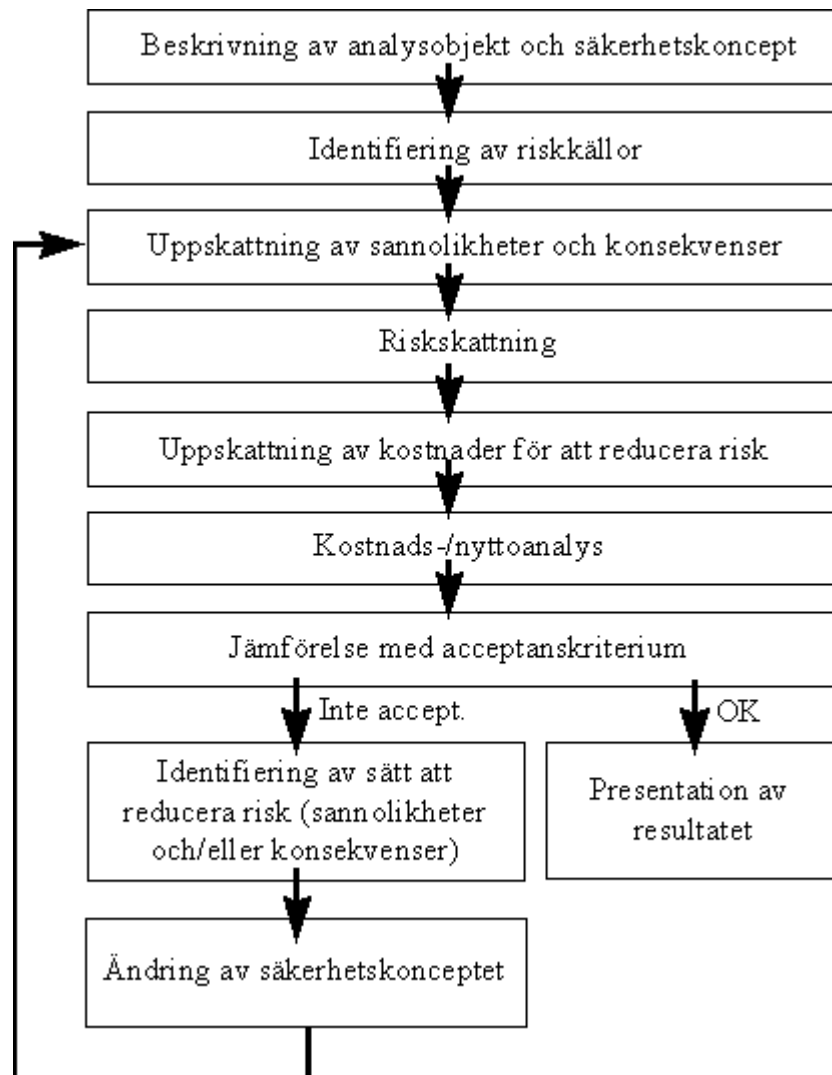 Beskrivning av analysobjekt och säkerhetskoncept
Identifiering av riskkällor
Uppskattning av sannolikheter och konsekvenser
Riskskattning
Uppskattning av kostnader för att reducera risk
Kostnads-/nyttoanalys
Jämförelse med acceptanskriterium
Inte accept.
OK
Identifiering av sätt att
reducera risk (sannolikheter
och/eller konsekvenser)
Presentation av
resultatet
Ändring av säkerhetskonceptet